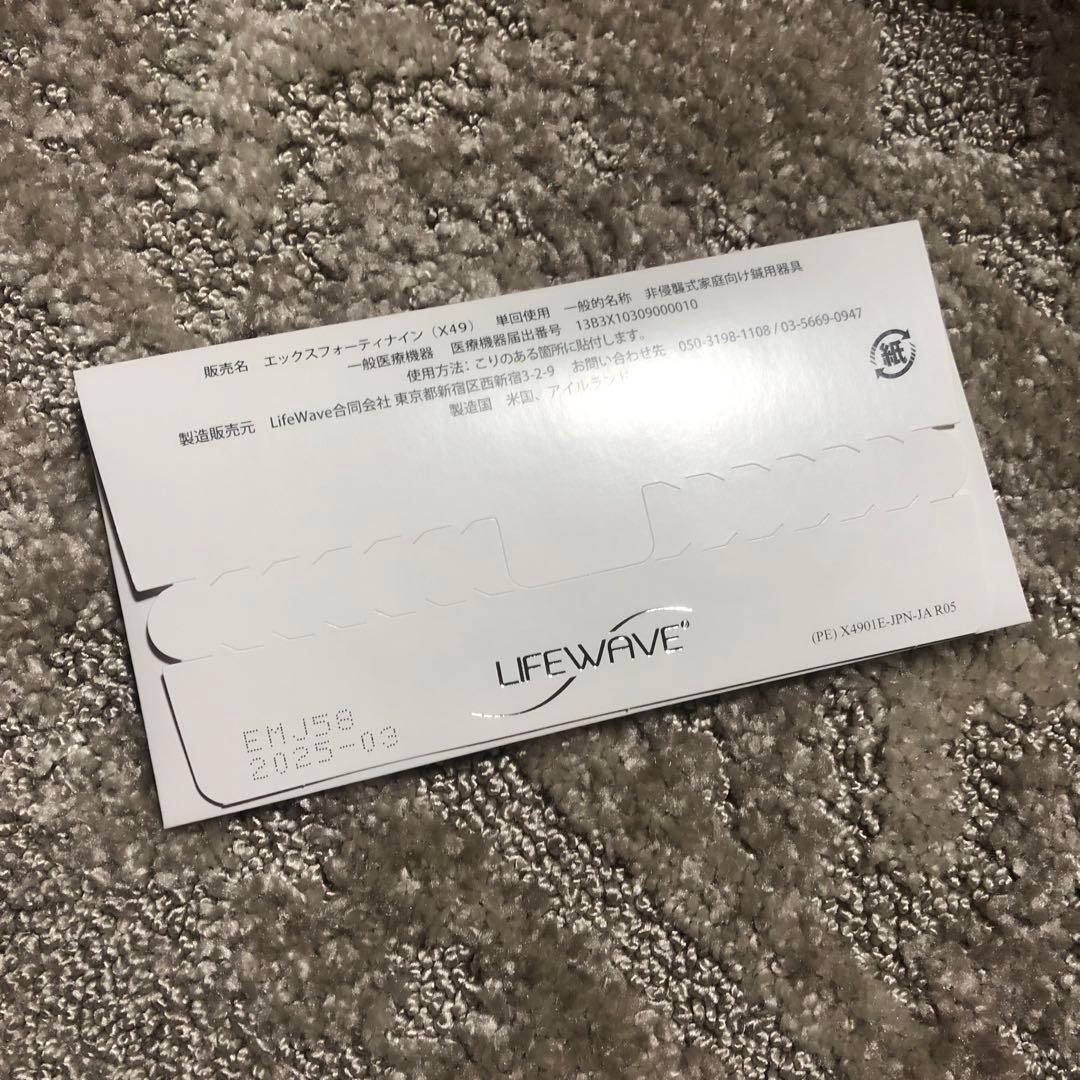 販売名 エックスフォーティナイン（X49） 単回使用 一般的名称 非侵襲式家庭向け鍼用器具
一般医療機器 医療機器届出番号 13B3X10309000010
使用方法: こりのある箇所に貼付します。
製造販売元 LifeWave合同会社 東京都新宿区西新宿3-2-9 お問い合わせ先 050-3198-1108 / 03-5669-0947
製造国 米国、アイルランド
紙
LIFEWAVE®
(PE) X4901E-JPN-JA R05
EMJ58
2025-03